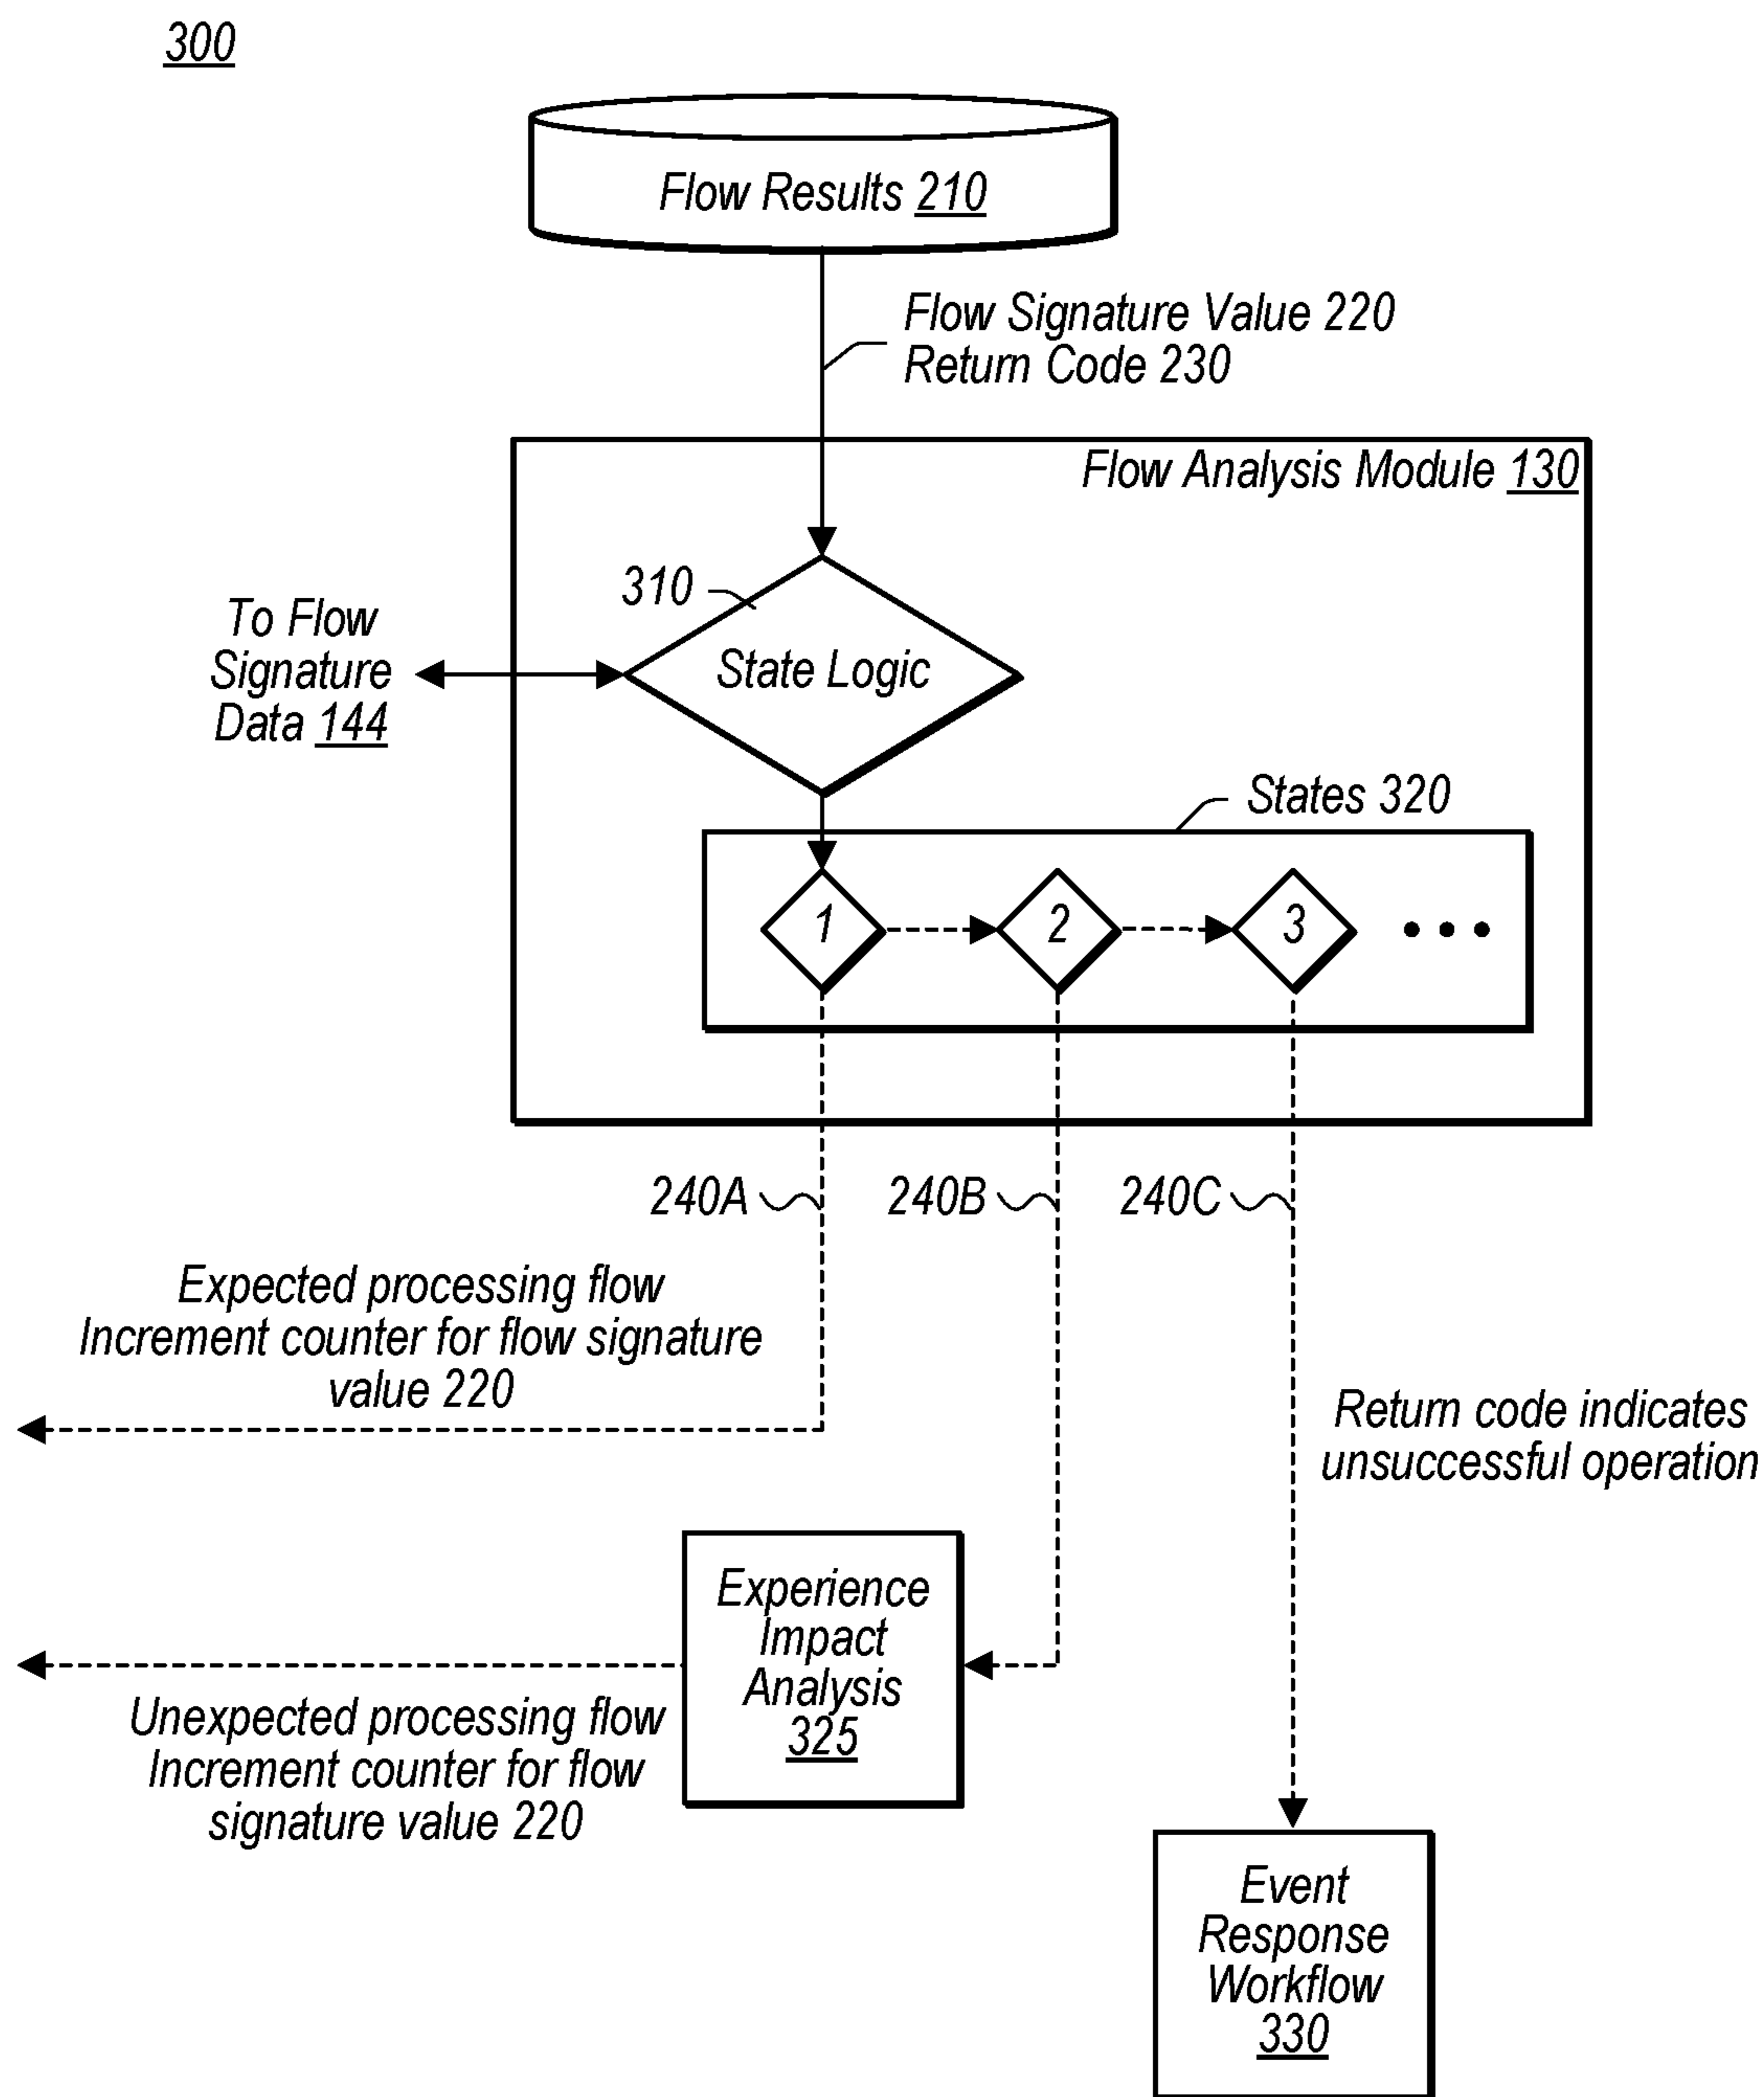 300
Flow Results 210
Flow Signature Value 220
Return Code 230
Flow Analysis Module 130
310
State Logic
To Flow
Signature
Data 144
States 320
1
2
3
240A
240B
240C
Expected processing flow
Increment counter for flow signature
value 220
Return code indicates
unsuccessful operation
Experience
Impact
Analysis
325
Unexpected processing flow
Increment counter for flow
signature value 220
Event
Response
Workflow
330